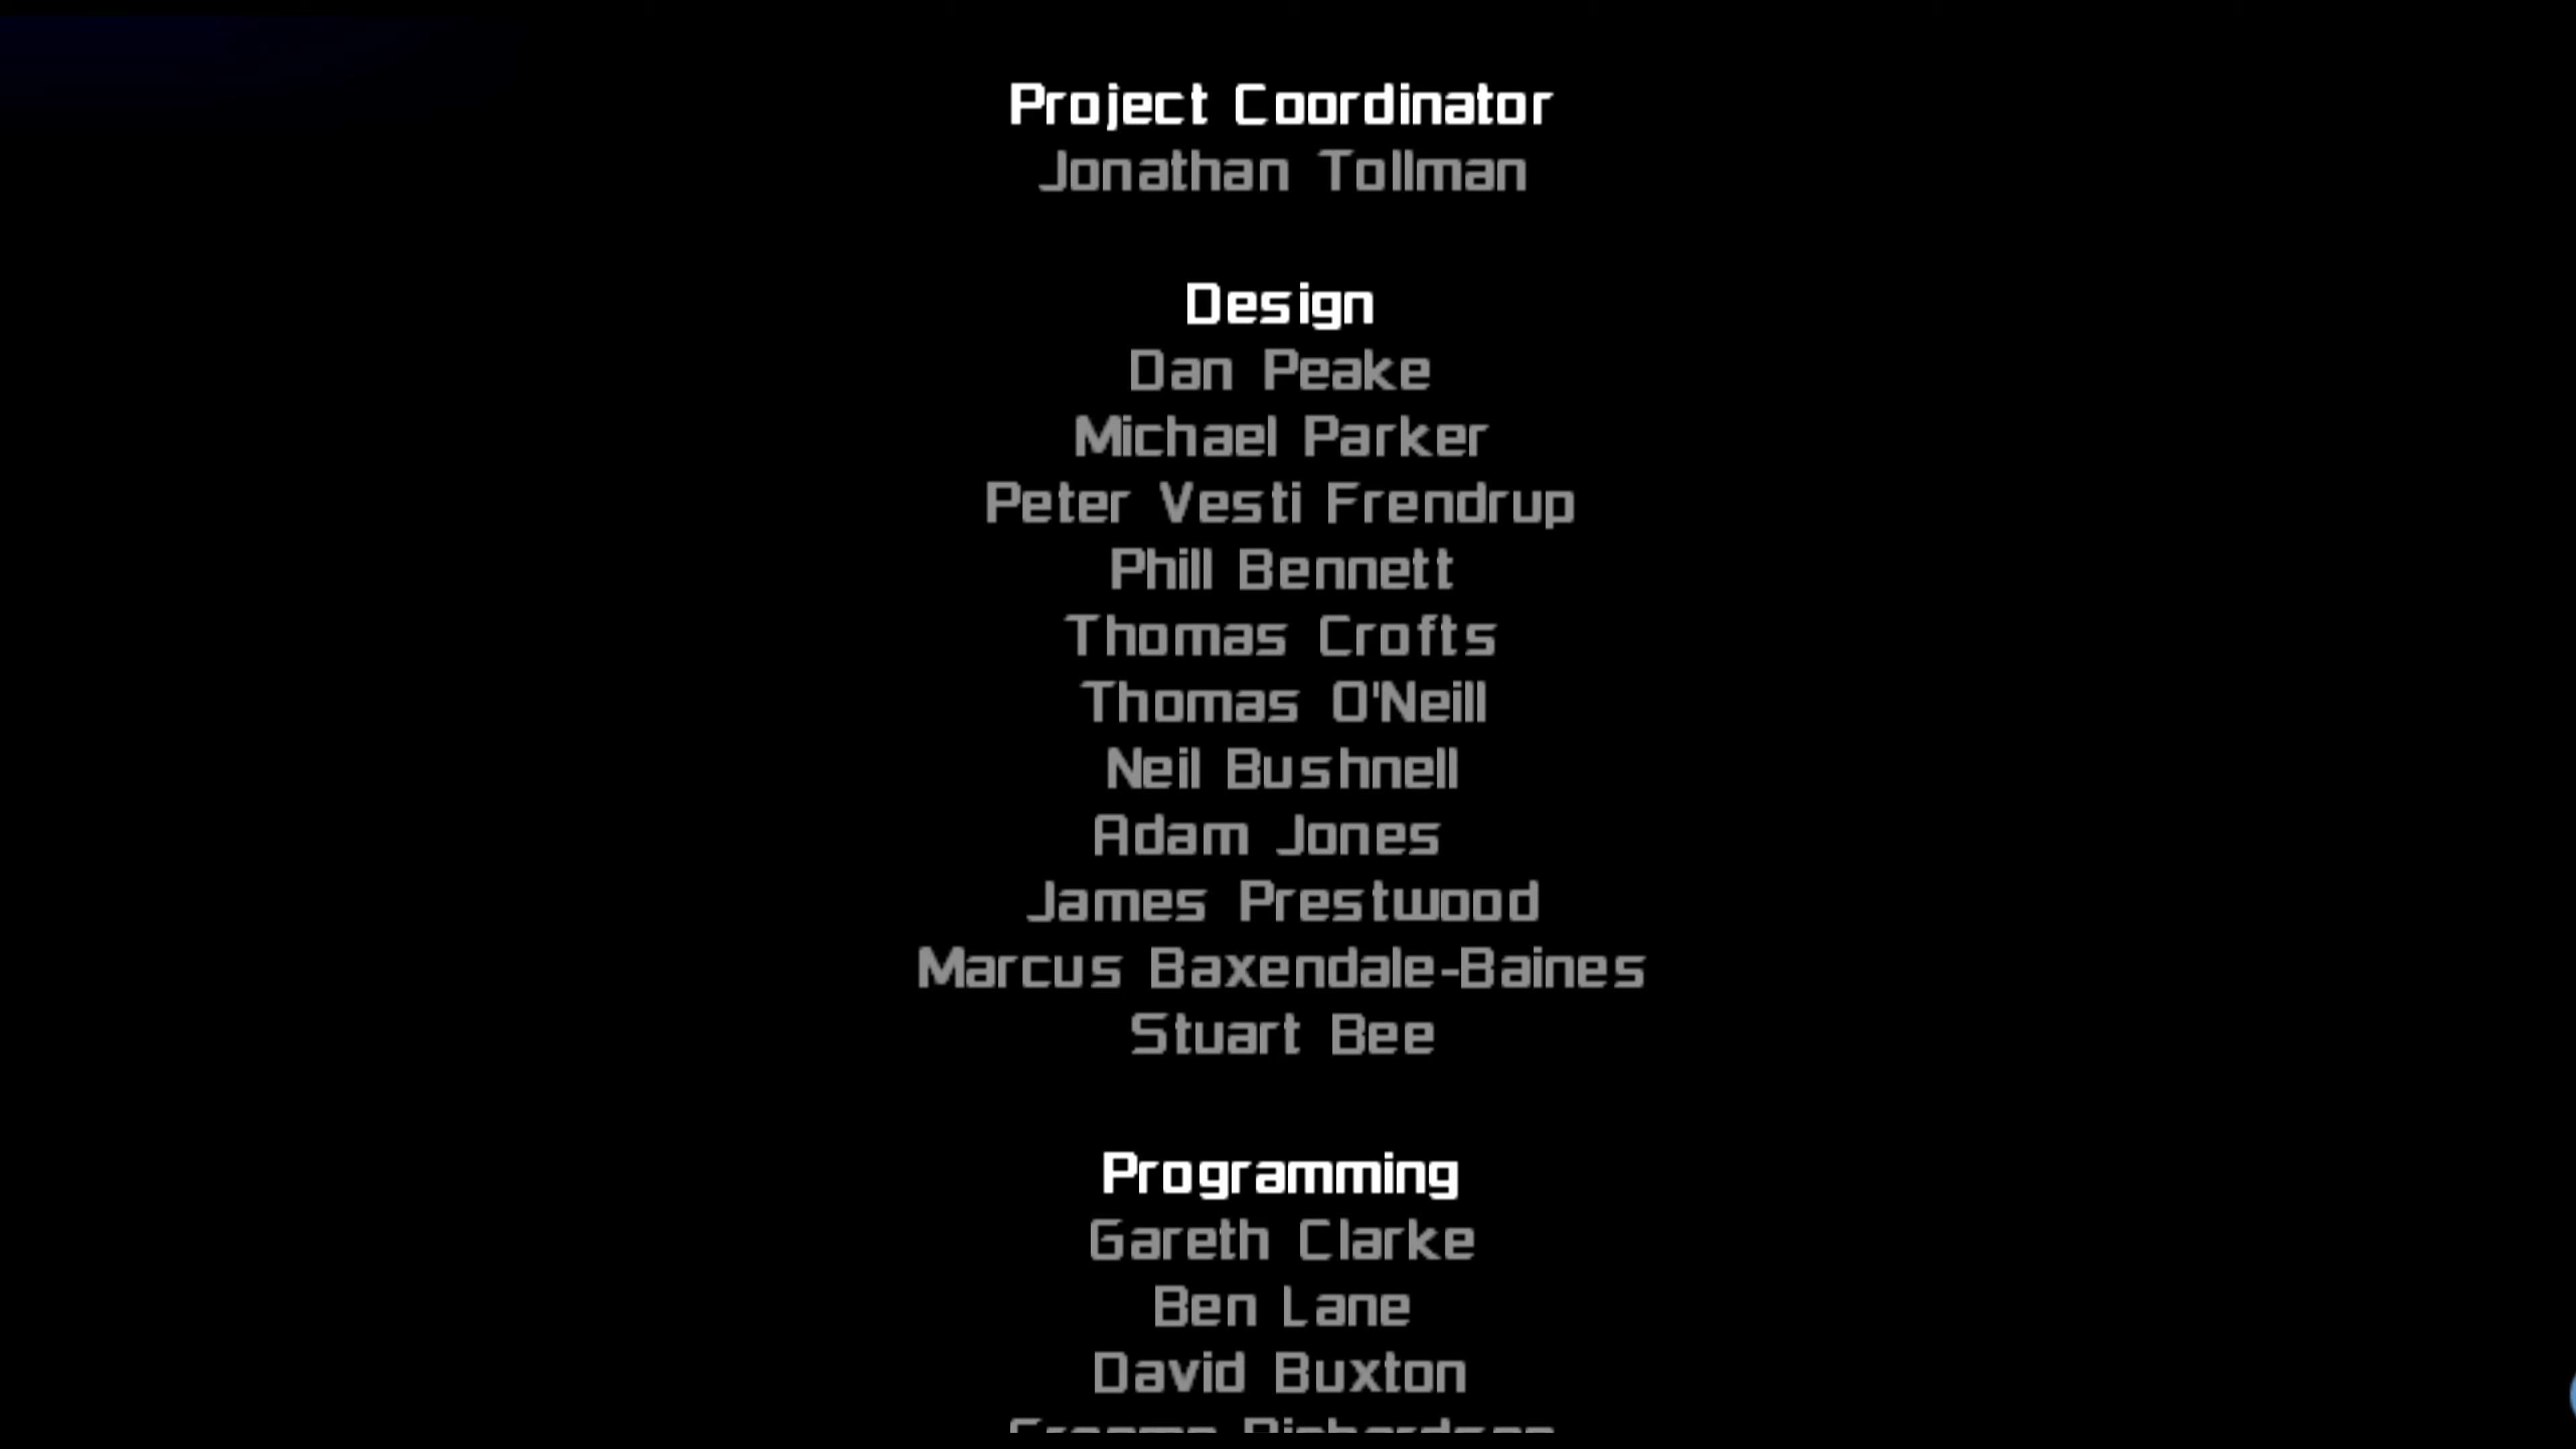 Project Coordinator
Jonathan Tollman
Design
Dan Peake
Michael Parker
Peter Vesti Frendrup
Phill Bennett
Thomas Crofts
Thomas O'Neill
Neil Bushnell
Adam Jones
James Prestwood
Marcus Baxendale-Baines
Stuart Bee
Programming
Gareth Clarke
Ben Lane
David Buxton
Richardson